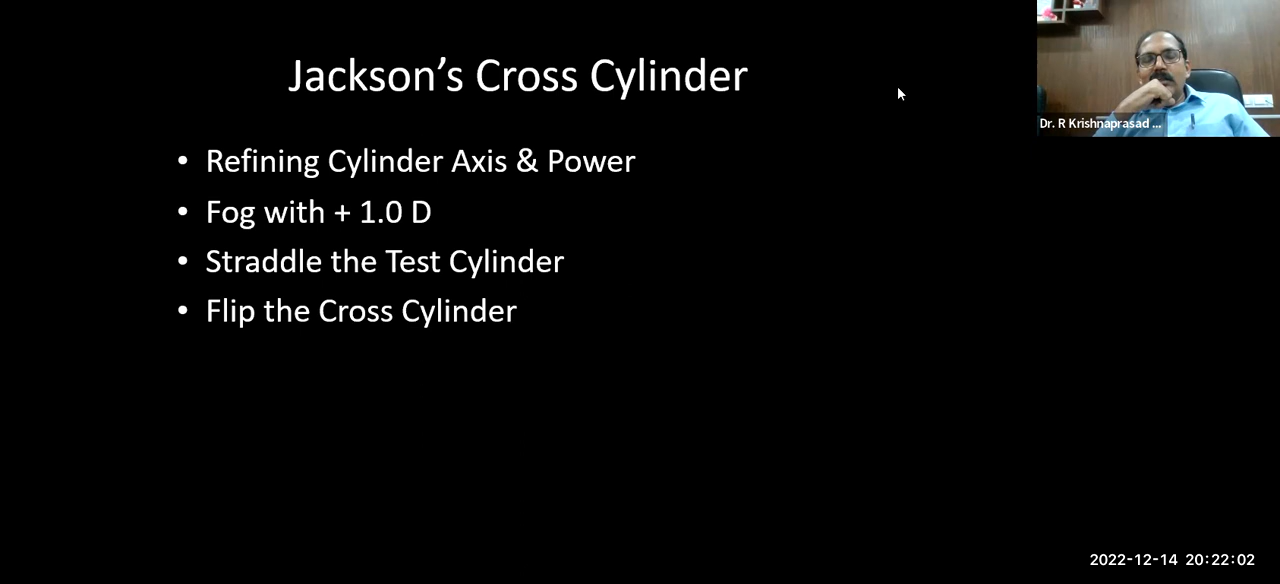 Jackson’s Cross Cylinder
• Refining Cylinder Axis & Power
• Fog with + 1.0 D
• Straddle the Test Cylinder
• Flip the Cross Cylinder
Dr. R Krishnaprasad ...
2022-12-14 20:22:02